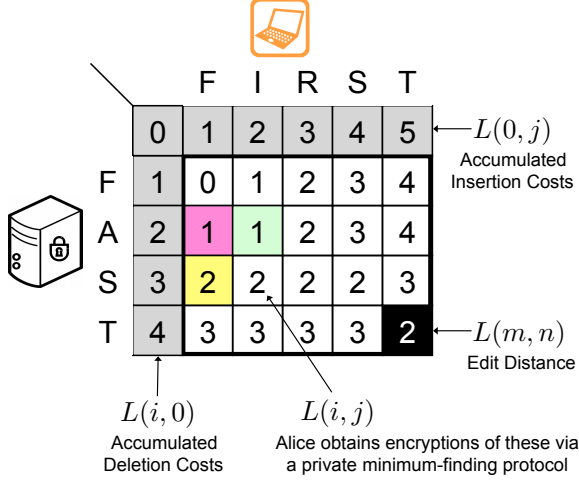 F I R S T
0 1 2 3 4 5 L(0, j)
Accumulated
Insertion Costs
F 1 0 1 2 3 4
A 2 1 1 2 3 4
S 3 2 2 2 2 3
T 4 3 3 3 3 2 L(m, n)
Edit Distance
L(i, 0)
Accumulated
Deletion Costs
L(i, j)
Alice obtains encryptions of these via
a private minimum-finding protocol